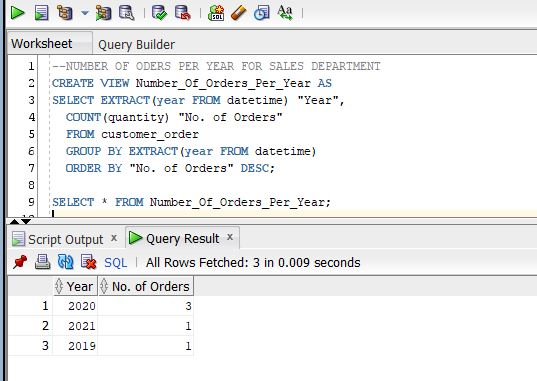 Worksheet Query Builder
1 --NUMBER OF ODERS PER YEAR FOR SALES DEPARTMENT
2 CREATE VIEW Number_Of_Orders_Per_Year AS
3 SELECT EXTRACT(year FROM datetime) "Year",
4 COUNT(quantity) "No. of Orders"
5 FROM customer_order
6 GROUP BY EXTRACT(year FROM datetime)
7 ORDER BY "No. of Orders" DESC;
8
9 SELECT * FROM Number_Of_Orders_Per_Year;
Script Output x Query Result x
SQL | All Rows Fetched: 3 in 0.009 seconds
Year No. of Orders
1 2020 3
2 2021 1
3 2019 1